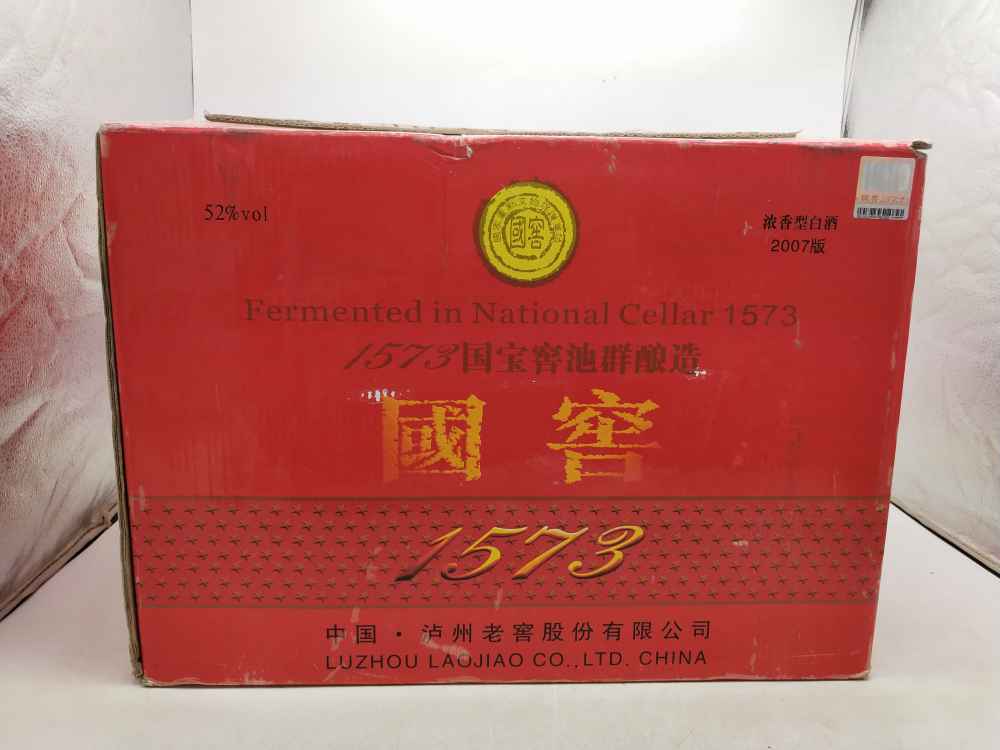 52%vol
國窖
浓香型白酒
2007版
Fermented in National Cellar 1573
1573国宝窖池群酿造
國窖
1573
中国·泸州老窖股份有限公司
LUZHOU LAOJIAO CO.,LTD. CHINA